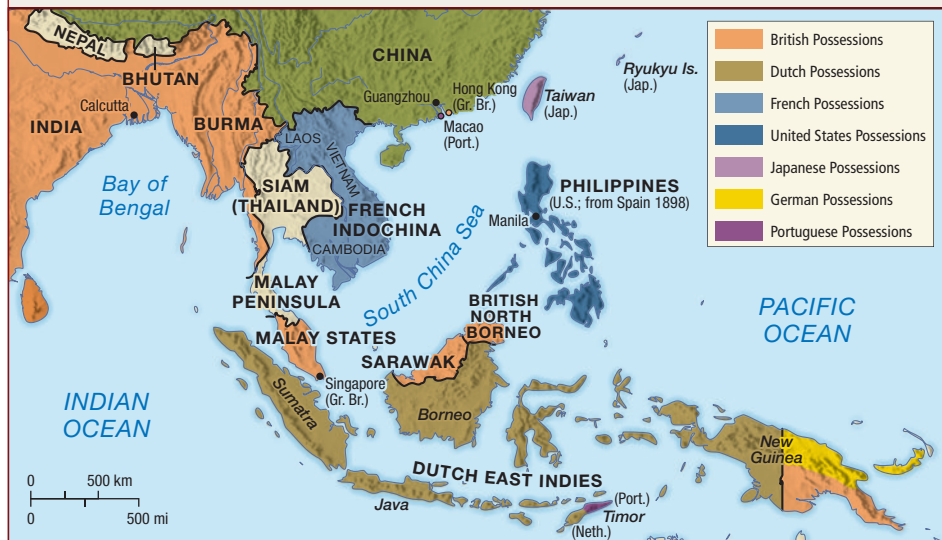 NEPAL
BHUTAN
Calcutta
INDIA
BURMA
CHINA
Guangzhou
Hong Kong
(Gr. Br.)
Macao
(Port.)
Taiwan
(Jap.)
Ryukyu Is.
(Jap.)
British Possessions
Dutch Possessions
French Possessions
United States Possessions
Japanese Possessions
German Possessions
Portuguese Possessions
Bay of
Bengal
LAOS
VIETNAM
SIAM
(THAILAND)
FRENCH
INDOCHINA
CAMBODIA
South China Sea
PHILIPPINES
(U.S.; from Spain 1898)
Manila
MALAY
PENINSULA
MALAY STATES
BRITISH
NORTH
BORNEO
SARAWAK
PACIFIC
OCEAN
Singapore
(Gr. Br.)
Sumatra
Borneo
INDIAN
OCEAN
New
Guinea
DUTCH EAST INDIES
Java
(Port.)
Timor
(Neth.)
0 500 km
0 500 mi